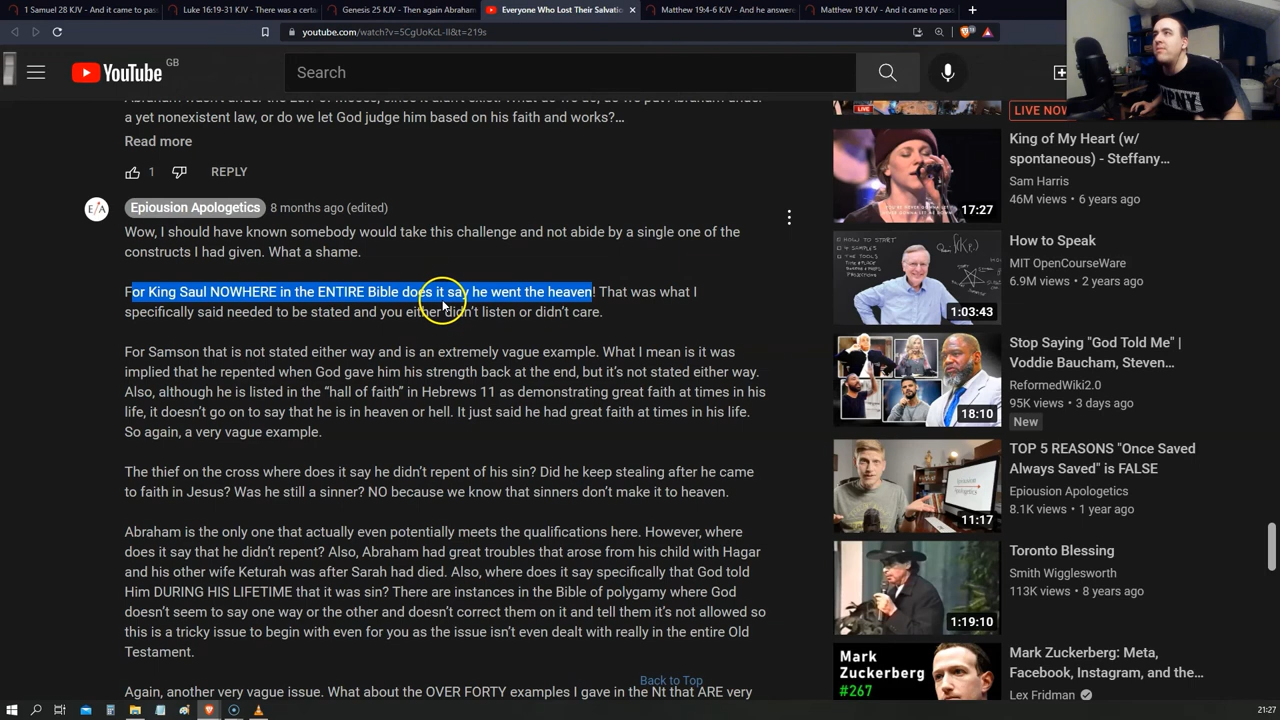 1 Samuel 28 KJV - And it came to pass
Luke 16:19-31 KJV - There was a certa
Genesis 25 KJV - Then again Abraham
Everyone Who Lost Their Salvati
Matthew 19:4-6 KJV - And he answere
Matthew 19 KJV - And it came to pas
youtube.com/watch?v=5CgUoKcL-lI&t=219s
YouTube GB
Search
a yet nonexistent law, or do we let God judge him based on his faith and works?…
Read more
1 REPLY
E/A
Epiousion Apologetics 8 months ago (edited)
Wow, I should have known somebody would take this challenge and not abide by a single one of the
constructs I had given. What a shame.
For King Saul NOWHERE in the ENTIRE Bible does it say he went the heaven! That was what I
specifically said needed to be stated and you either didn't listen or didn't care.
For Samson that is not stated either way and is an extremely vague example. What I mean is it was
implied that he repented when God gave him his strength back at the end, but it's not stated either way.
Also, although he is listed in the “hall of faith” in Hebrews 11 as demonstrating great faith at times in his
life, it doesn't go on to say that he is in heaven or hell. It just said he had great faith at times in his life.
So again, a very vague example.
The thief on the cross where does it say he didn't repent of his sin? Did he keep stealing after he came
to faith in Jesus? Was he still a sinner? NO because we know that sinners don't make it to heaven.
Abraham is the only one that actually even potentially meets the qualifications here. However, where
does it say that he didn't repent? Also, Abraham had great troubles that arose from his child with Hagar
and his other wife Keturah was after Sarah had died. Also, where does it say specifically that God told
Him DURING HIS LIFETIME that it was sin? There are instances in the Bible of polygamy where God
doesn't seem to say one way or the other and doesn't correct them on it and tell them it's not allowed so
this is a tricky issue to begin with even for you as the issue isn't even dealt with really in the entire Old
Testament.
Again, another very vague issue. What about the OVER FORTY examples I gave in the Nt that ARE very
Back to Top
LIVE NOW
LIVE
King of My Heart (w/
spontaneous) - Steffany…
Sam Harris
46M views • 6 years ago
17:27
How to Speak
MIT OpenCourseWare
6.9M views • 2 years ago
1:03:43
Stop Saying "God Told Me" |
Voddie Baucham, Steven…
ReformedWiki2.0
95K views • 3 days ago
New
18:10
TOP 5 REASONS "Once Saved
Always Saved" is FALSE
Epiousion Apologetics
8.1K views • 1 year ago
11:17
Toronto Blessing
Smith Wigglesworth
113K views • 8 years ago
1:19:10
Mark Zuckerberg: Meta,
Facebook, Instagram, and the…
Lex Fridman
Mark
Zuckerberg
#267
21:27